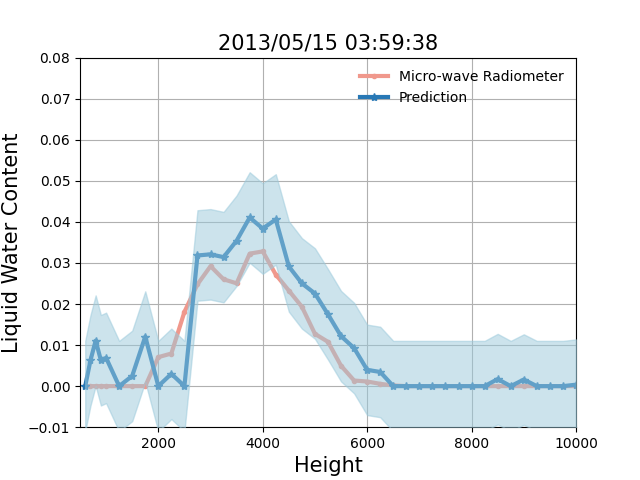 2013/05/15 03:59:38
Micro-wave Radiometer
Prediction
Liquid Water Content
0.08
0.07
0.06
0.05
0.04
0.03
0.02
0.01
0.00
−0.01
2000 4000 6000 8000 10000
Height